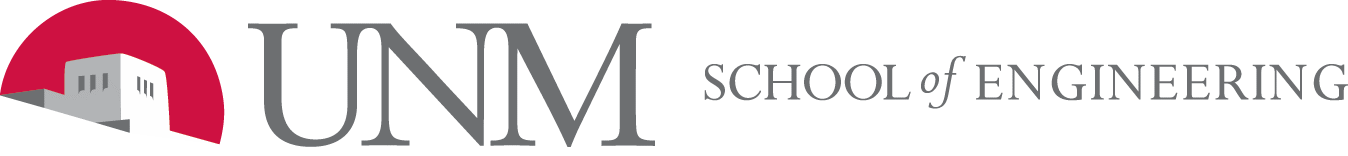 UNM SCHOOL of ENGINEERING